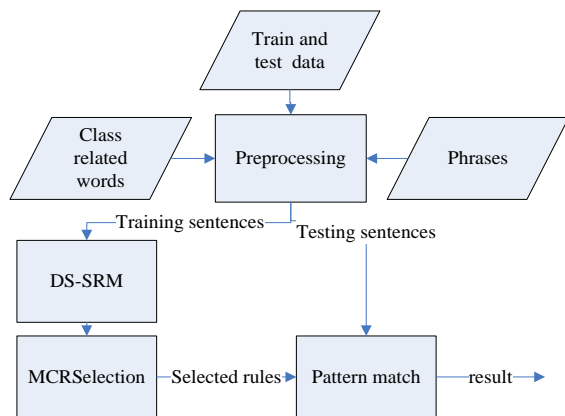 Train and
test data
Class
related
words
Preprocessing
Phrases
Training sentences
Testing sentences
DS-SRM
MCRSelection
Selected rules
Pattern match
result